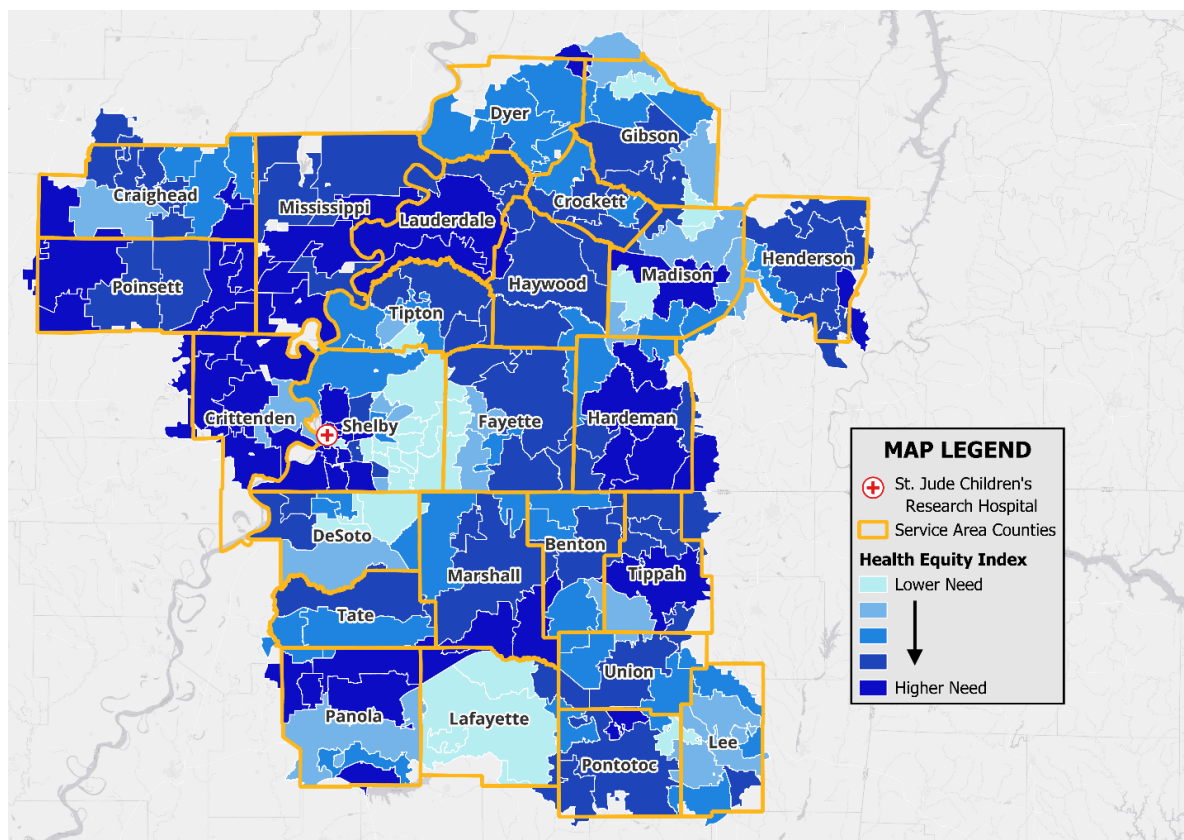 Dyer
Gibson
Craighead
Mississippi
Crockett
Lauderdale
Henderson
Madison
Haywood
Poinsett
Tipton
Crittenden
Shelby
Fayette
Hardeman
DeSoto
Benton
Marshall
Tippah
Tate
Union
Panola
Lafayette
Lee
Pontotoc
MAP LEGEND
St. Jude Children's
Research Hospital
Service Area Counties
Health Equity Index
Lower Need
Higher Need